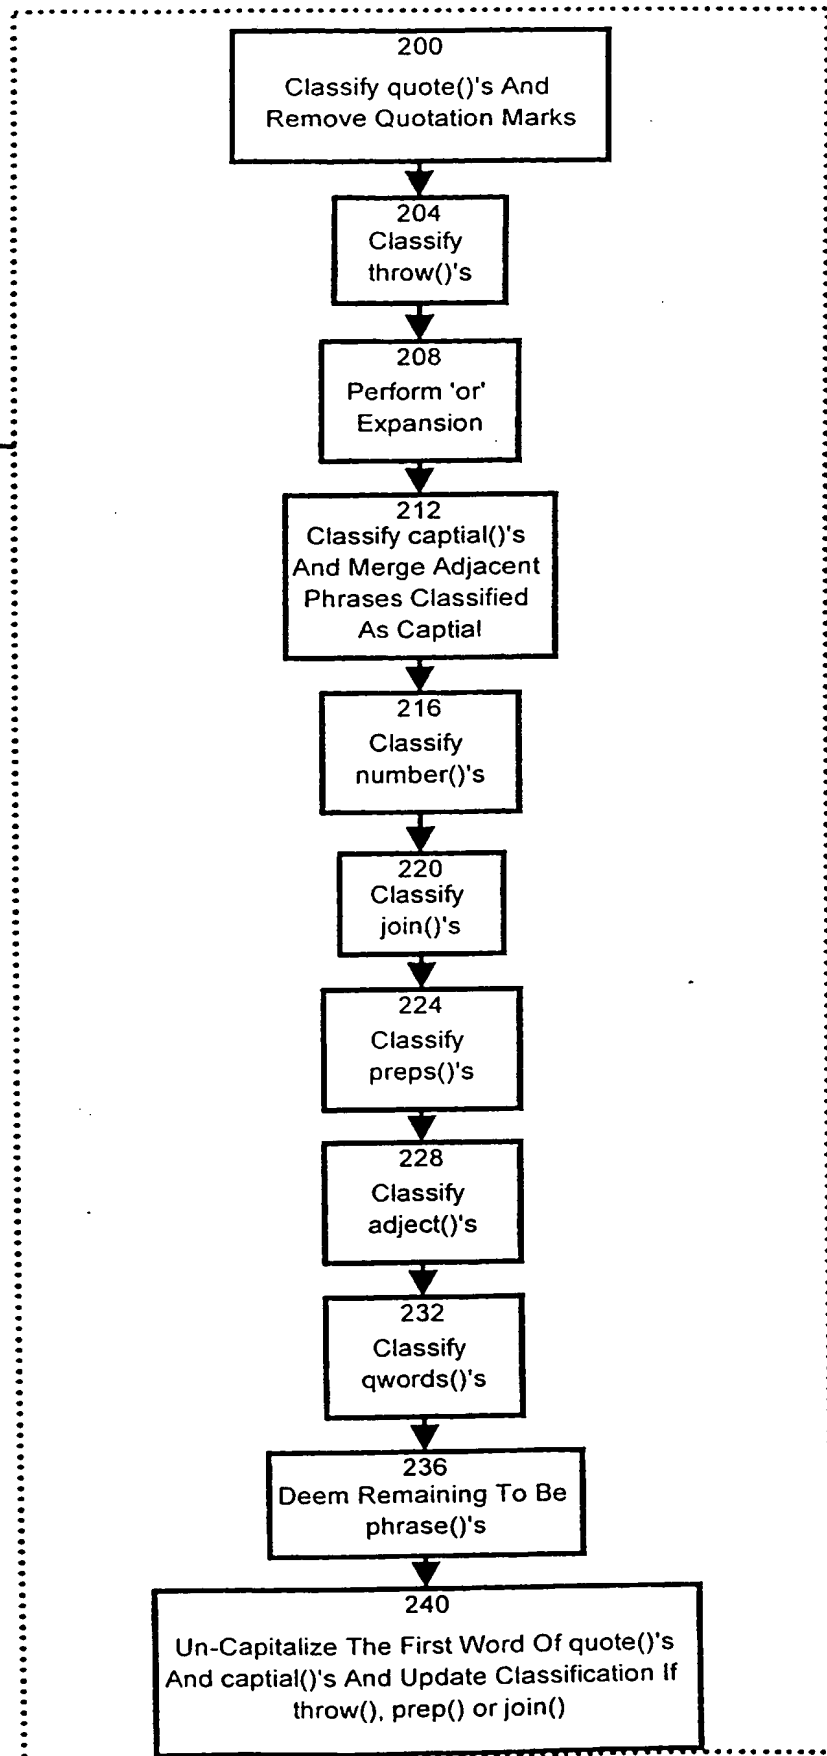 200
Classify quote()'s And
Remove Quotation Marks
204
Classify
throw()'s
208
Perform 'or'
Expansion
212
Classify captial()'s
And Merge Adjacent
Phrases Classified
As Captial
216
Classify
number()'s
220
Classify
join()'s
224
Classify
preps()'s
228
Classify
adject()'s
232
Classify
qwords()'s
236
Deem Remaining To Be
phrase()'s
240
Un-Capitalize The First Word Of quote()'s
And captial()'s And Update Classification If
throw(), prep() or join()